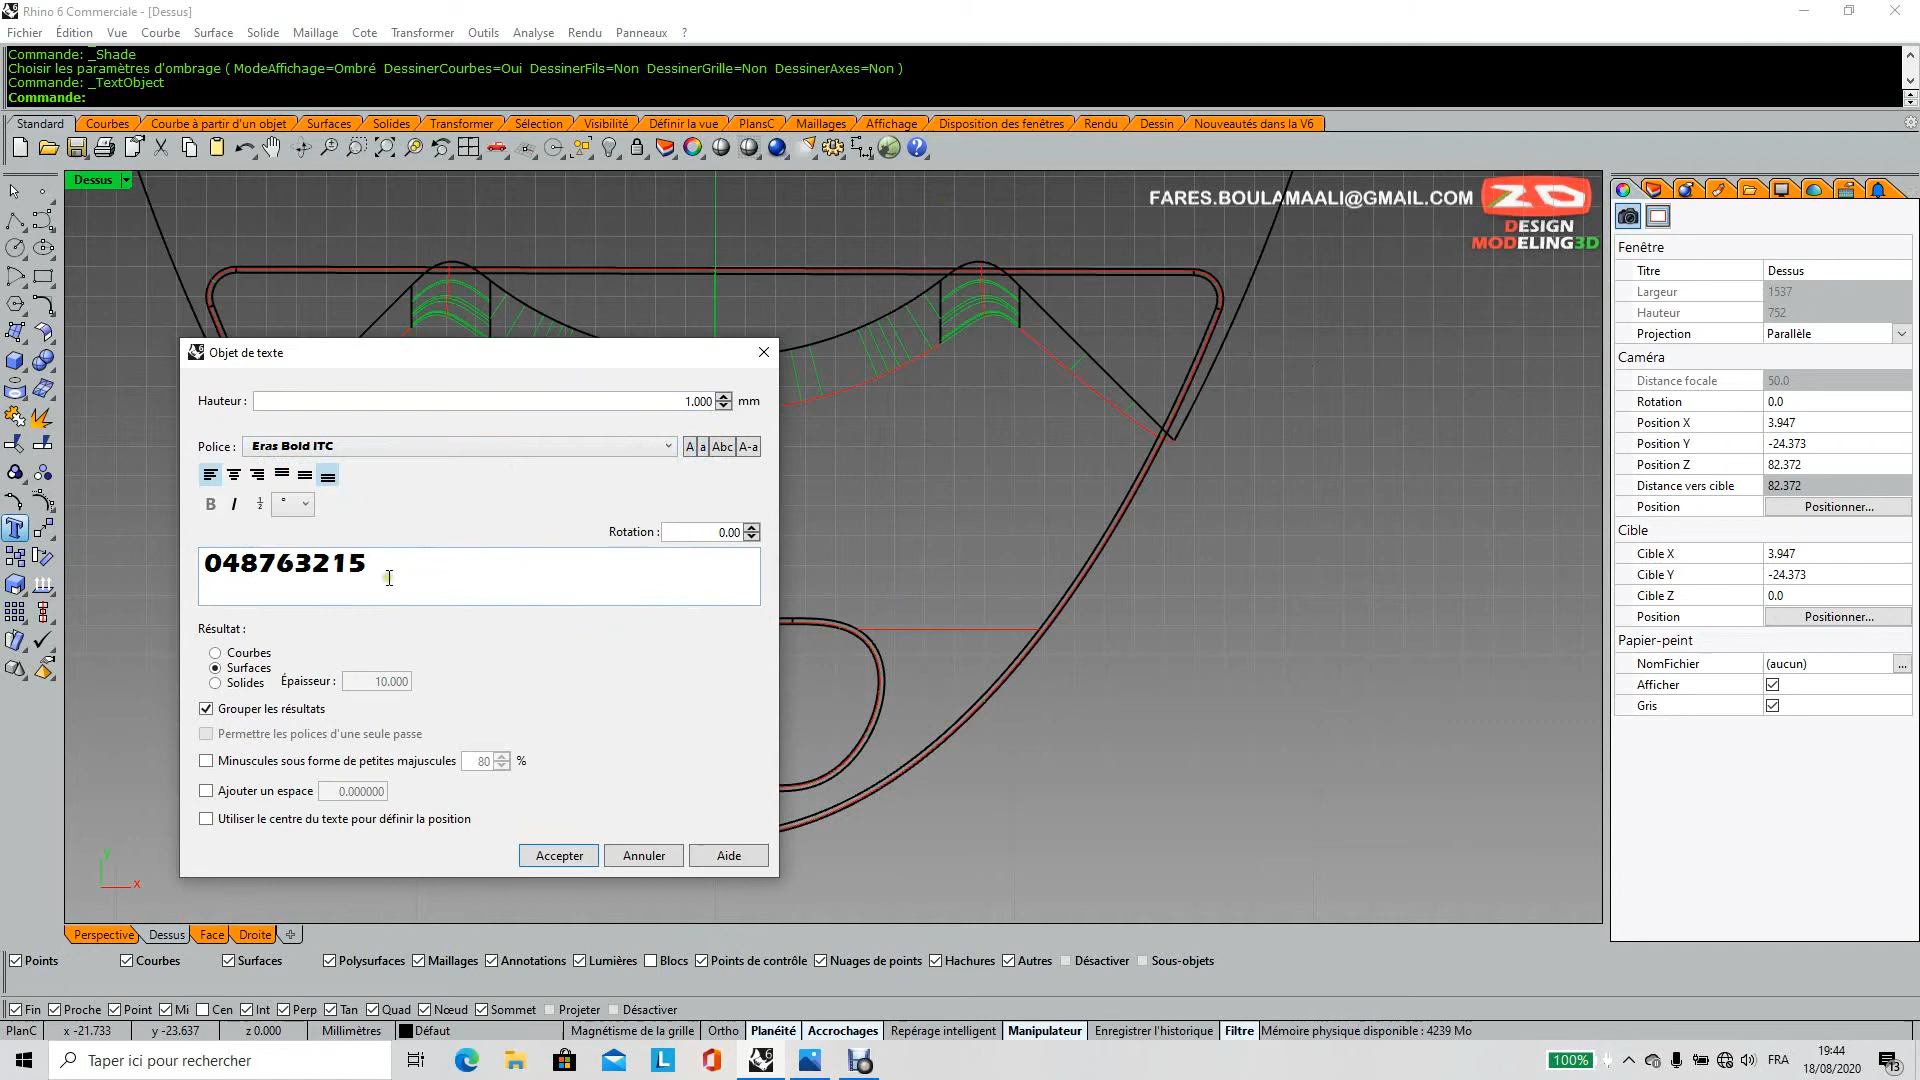 Rhino 6 Commerciale - [Dessus]
Fichier Édition Vue Courbe Surface Solide Maillage Cote Transformer Outils Analyse Rendu Panneaux ?
Commande: _Shade
Choisir les paramètres d'ombrage ( ModeAffichage=Ombré DessinerCourbes=Oui DessinerFils=Non DessinerGrille=Non DessinerAxes=Non )
Commande: _TextObject
Commande:
Standard Courbes Courbe à partir d'un objet Surfaces Solides Transformer Sélection Visibilité Définir la vue PlansC Maillages Affichage Disposition des fenêtres Rendu Dessin Nouveautés dans la V6
Dessus
FARES.BOULAMAALI@GMAIL.COM
DESIGN
MODELING3D
Objet de texte
Hauteur : 1.000 mm
Police : Eras Bold ITC A a Abc A-a
B I ½ °
Rotation : 0.00
048763215
Résultat :
Courbes
Surfaces
Solides Épaisseur : 10.000
Grouper les résultats
Permettre les polices d'une seule passe
Minuscules sous forme de petites majuscules 80 %
Ajouter un espace 0.000000
Utiliser le centre du texte pour définir la position
Accepter Annuler Aide
y
x
Fenêtre
Titre Dessus
Largeur 1537
Hauteur 752
Projection Parallèle
Caméra
Distance focale 50.0
Rotation 0.0
Position X 3.947
Position Y -24.373
Position Z 82.372
Distance vers cible 82.372
Position Positionner...
Cible
Cible X 3.947
Cible Y -24.373
Cible Z 0.0
Position Positionner...
Papier-peint
NomFichier (aucun) ...
Afficher
Gris
Perspective Dessus Face Droite
Points Courbes Surfaces Polysurfaces Maillages Annotations Lumières Blocs Points de contrôle Nuages de points Hachures Autres Désactiver Sous-objets
Fin Proche Point Mi Cen Int Perp Tan Quad Nœud Sommet Projeter Désactiver
PlanC x -21.733 y -23.637 z 0.000 Millimètres Défaut Magnétisme de la grille Ortho Planéité Accrochages Repérage intelligent Manipulateur Enregistrer l'historique Filtre Mémoire physique disponible : 4239 Mo
Taper ici pour rechercher 100% FRA 19:44
18/08/2020 13